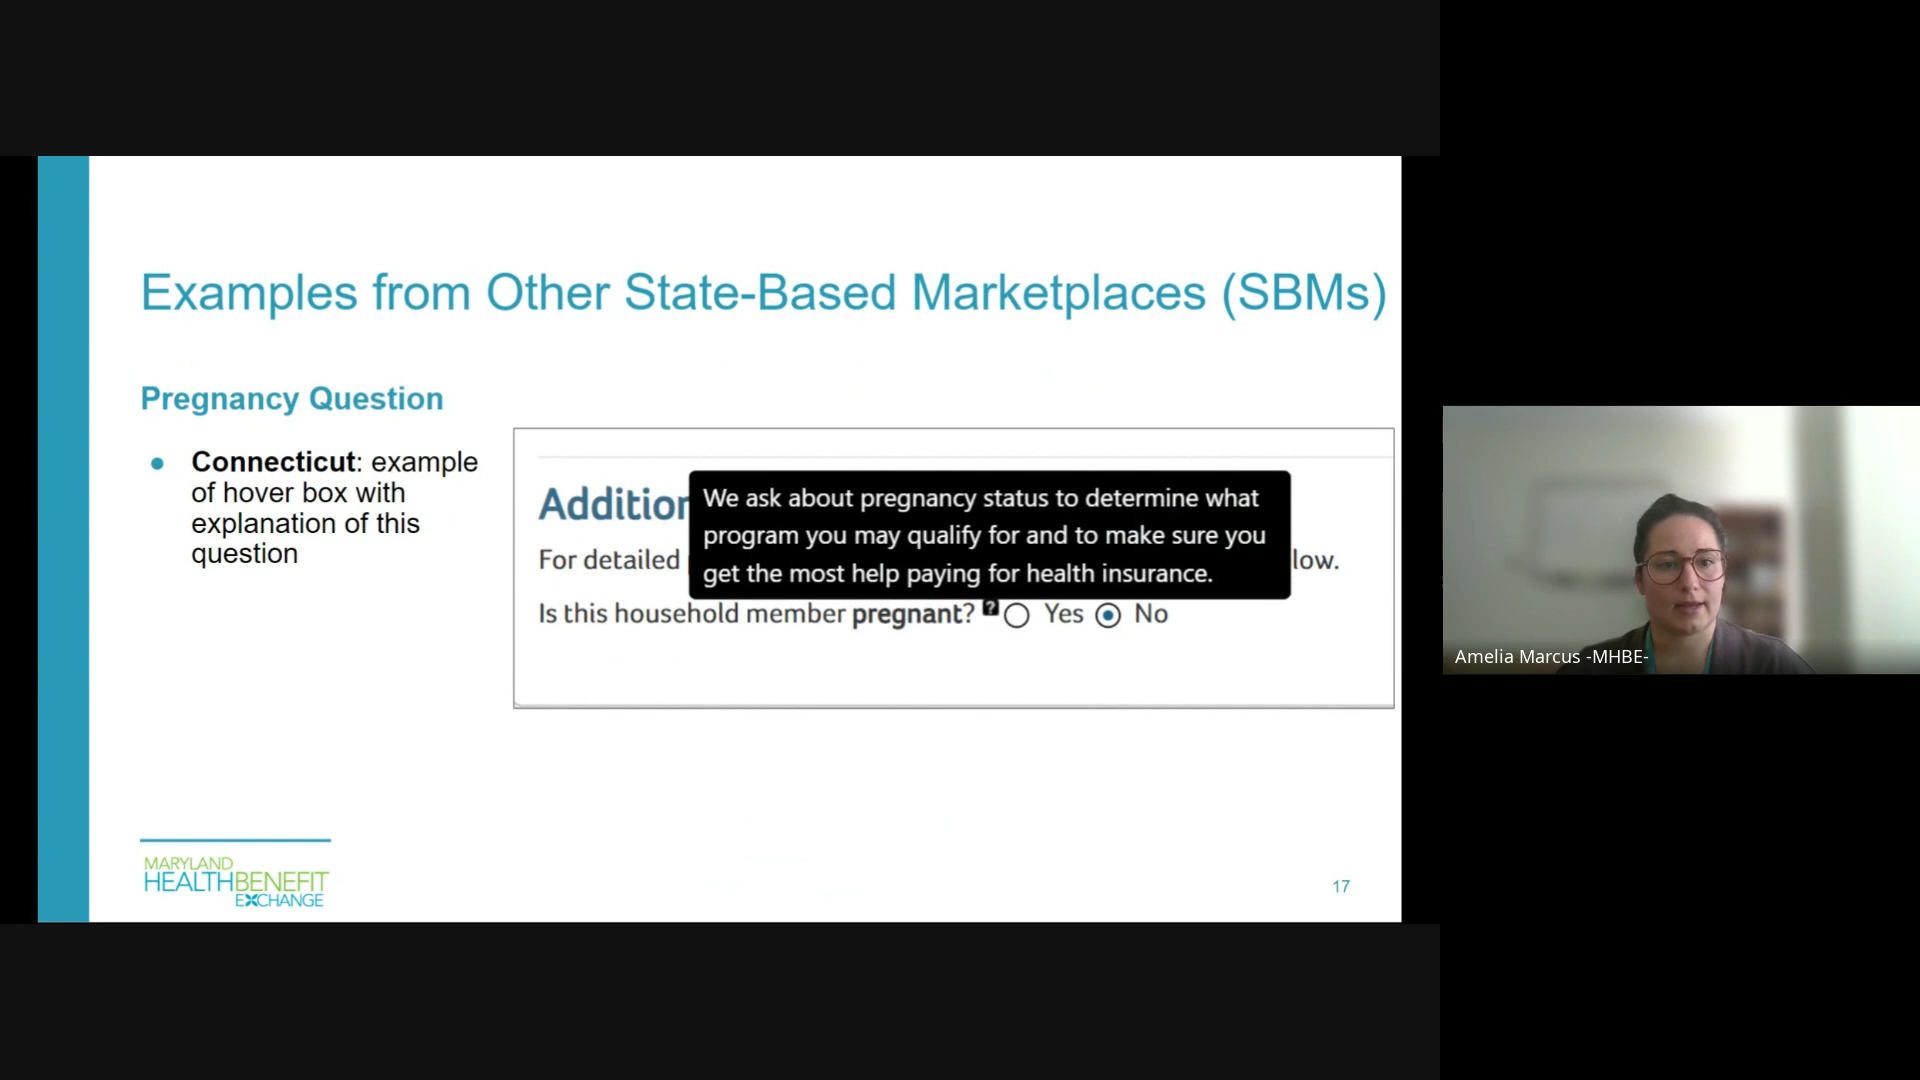 Examples from Other State-Based Marketplaces (SBMs)
Pregnancy Question
● Connecticut: example
of hover box with
explanation of this
question
Addition
We ask about pregnancy status to determine what
program you may qualify for and to make sure you
get the most help paying for health insurance.
For detailed
low.
Is this household member pregnant? ? Yes No
MARYLAND
HEALTHBENEFIT
EXCHANGE
17
Amelia Marcus -MHBE-